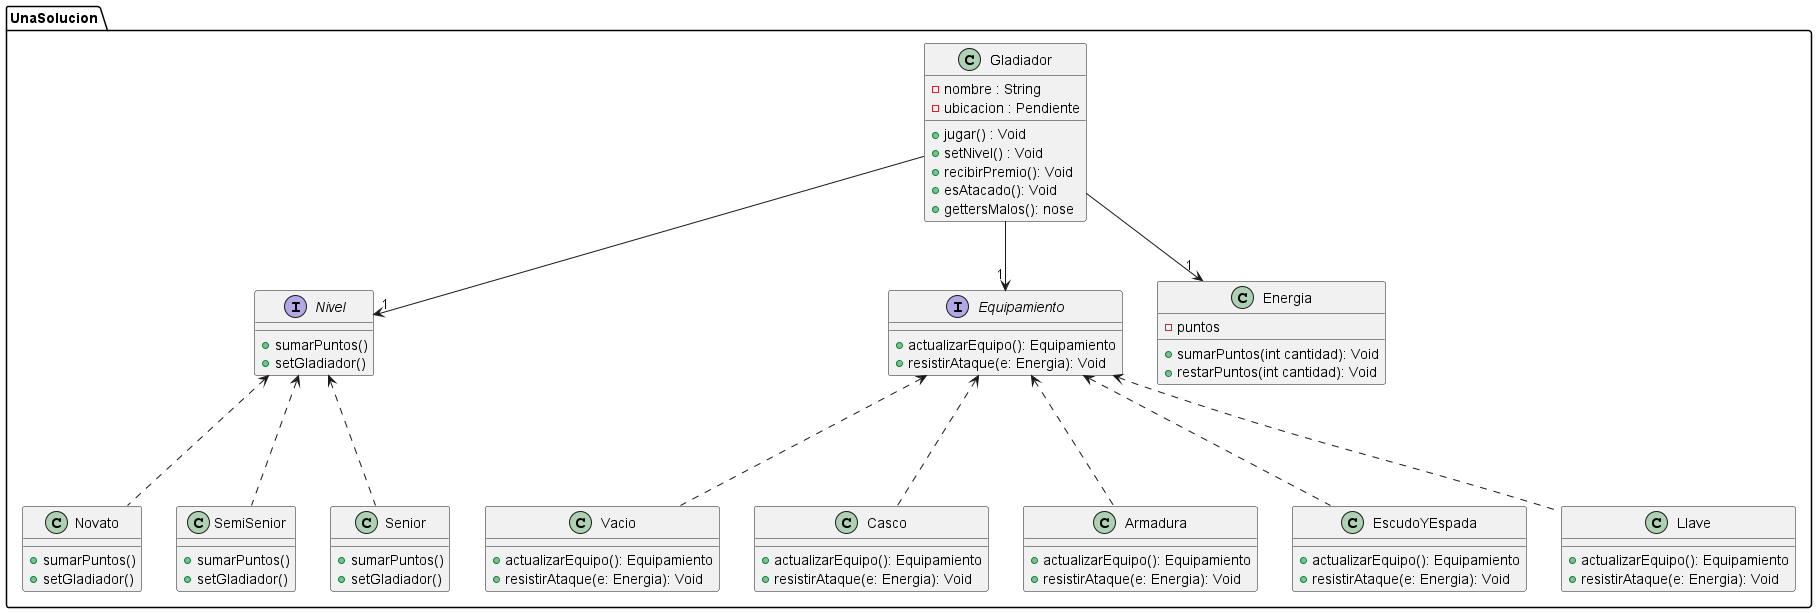 UnaSolucion
C Gladiador
nombre : String
ubicacion : Pendiente
jugar() : Void
setNivel() : Void
recibirPremio(): Void
esAtacado(): Void
gettersMalos(): nose
1
1
1
I Nivel
sumarPuntos()
setGladiador()
I Equipamiento
actualizarEquipo(): Equipamiento
resistirAtaque(e: Energia): Void
C Energia
puntos
sumarPuntos(int cantidad): Void
restarPuntos(int cantidad): Void
C Novato
sumarPuntos()
setGladiador()
C SemiSenior
sumarPuntos()
setGladiador()
C Senior
sumarPuntos()
setGladiador()
C Vacio
actualizarEquipo(): Equipamiento
resistirAtaque(e: Energia): Void
C Casco
actualizarEquipo(): Equipamiento
resistirAtaque(e: Energia): Void
C Armadura
actualizarEquipo(): Equipamiento
resistirAtaque(e: Energia): Void
C EscudoYEspada
actualizarEquipo(): Equipamiento
resistirAtaque(e: Energia): Void
C Llave
actualizarEquipo(): Equipamiento
resistirAtaque(e: Energia): Void